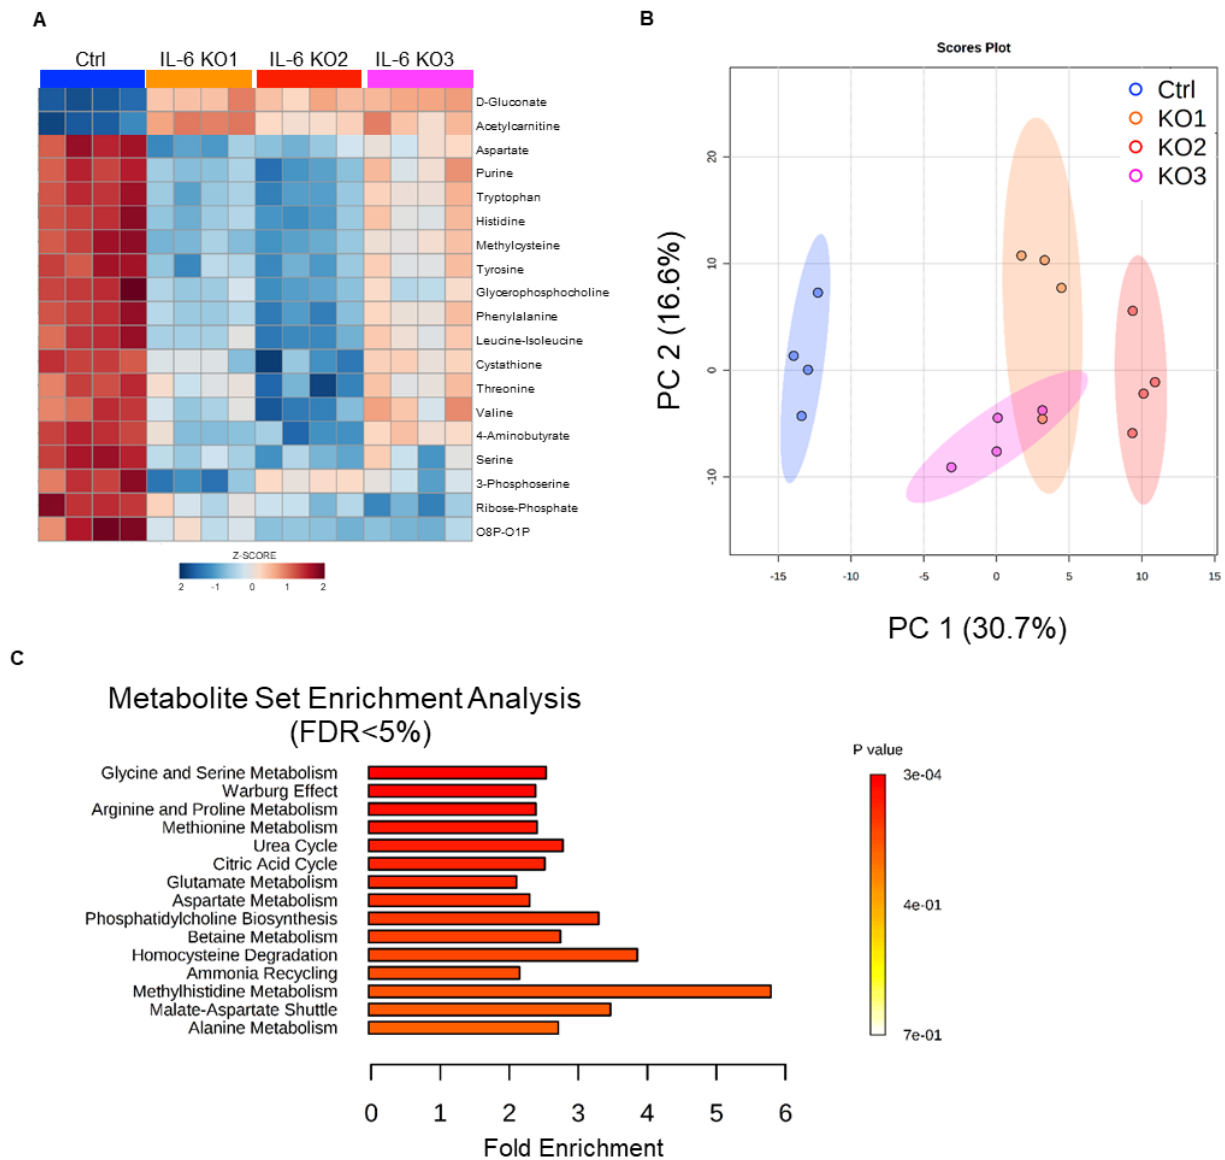 A
Ctrl
IL-6 KO1
IL-6 KO2
IL-6 KO3
D-Gluconate
Acetylcarnitine
Aspartate
Purine
Tryptophan
Histidine
Methylcysteine
Tyrosine
Glycerophosphocholine
Phenylalanine
Leucine-Isoleucine
Cystathione
Threonine
Valine
4-Aminobutyrate
Serine
3-Phosphoserine
Ribose-Phosphate
O8P-O1P
Z-SCORE
2 -1 0 1 2
B
Scores Plot
Ctrl
KO1
KO2
KO3
PC 2 (16.6%)
20
10
0
-10
-15 -10 -5 0 5 10 15
PC 1 (30.7%)
C
Metabolite Set Enrichment Analysis
(FDR<5%)
Glycine and Serine Metabolism
Warburg Effect
Arginine and Proline Metabolism
Methionine Metabolism
Urea Cycle
Citric Acid Cycle
Glutamate Metabolism
Aspartate Metabolism
Phosphatidylcholine Biosynthesis
Betaine Metabolism
Homocysteine Degradation
Ammonia Recycling
Methylhistidine Metabolism
Malate-Aspartate Shuttle
Alanine Metabolism
0 1 2 3 4 5 6
Fold Enrichment
P value
3e-04
4e-01
7e-01